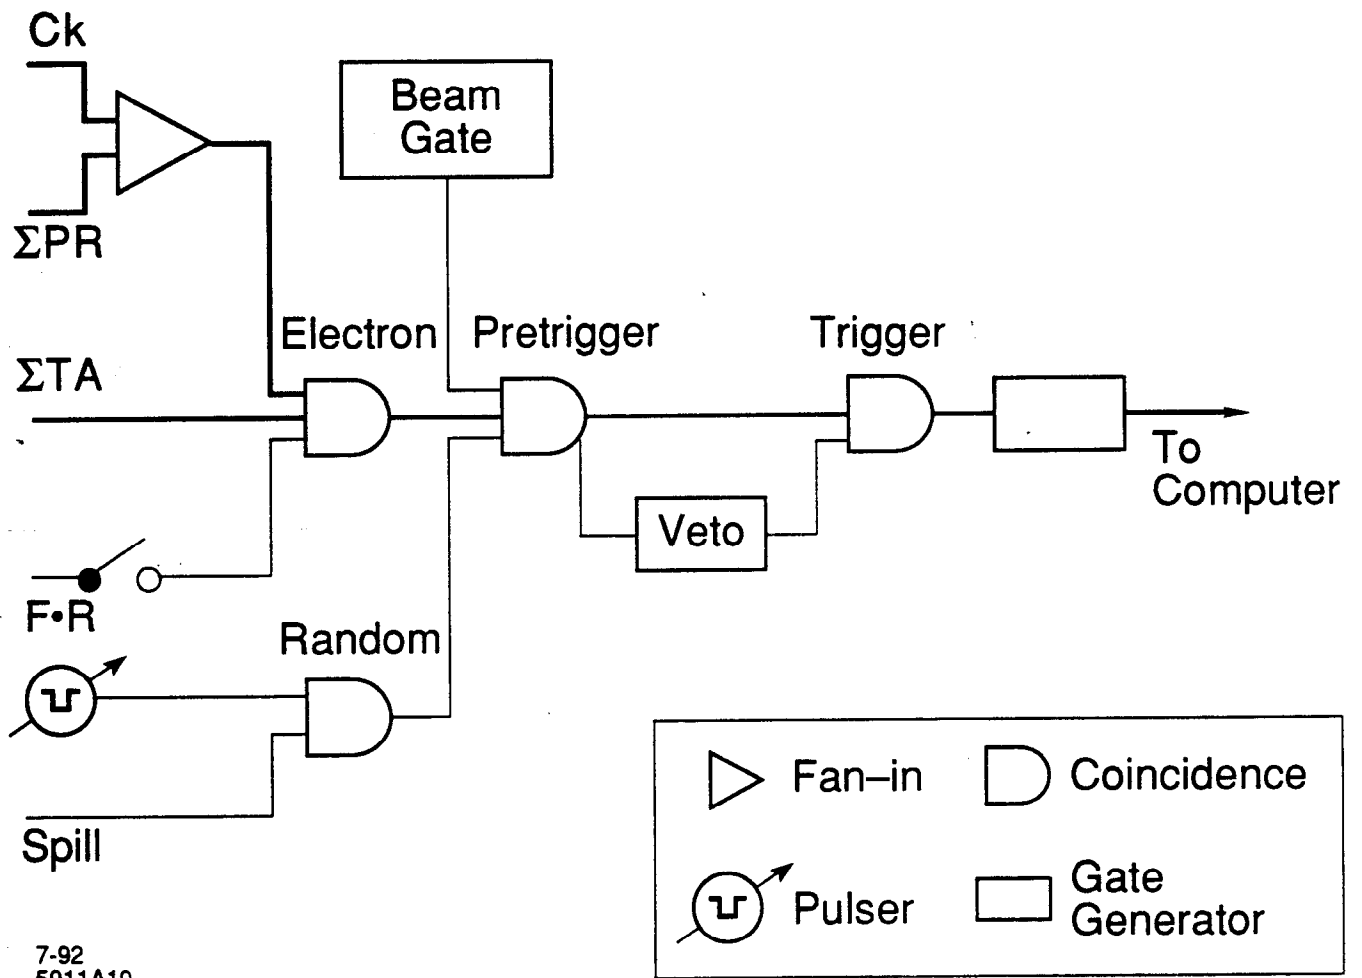 Ck
Beam
Gate
ΣPR
Electron
Pretrigger
Trigger
ΣTA
To
Computer
Veto
F•R
Random
Spill
Fan–in
Coincidence
Pulser
Gate
Generator
7-92